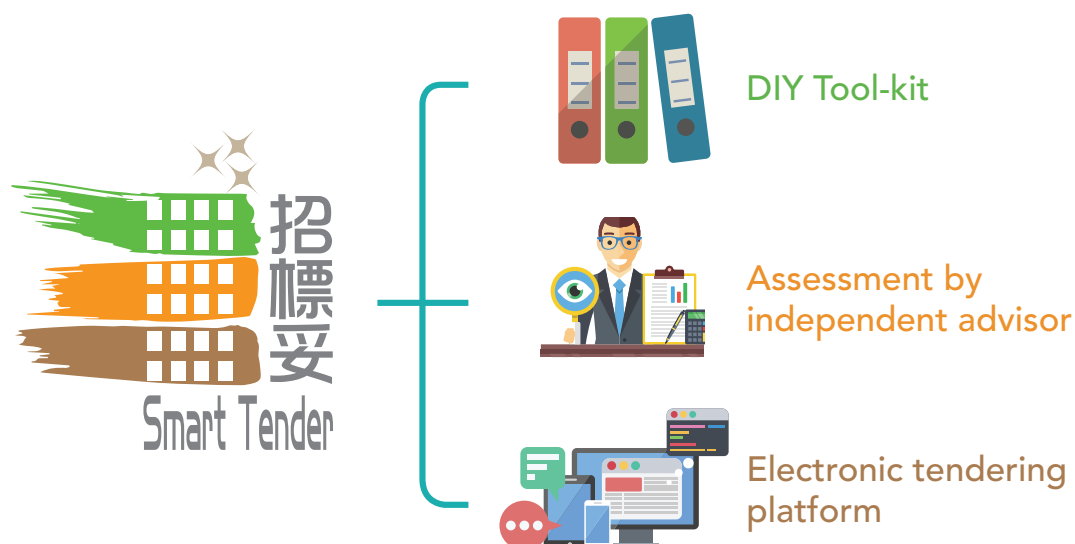 招標妥
Smart Tender
DIY Tool-kit
Assessment by
independent advisor
Electronic tendering
platform